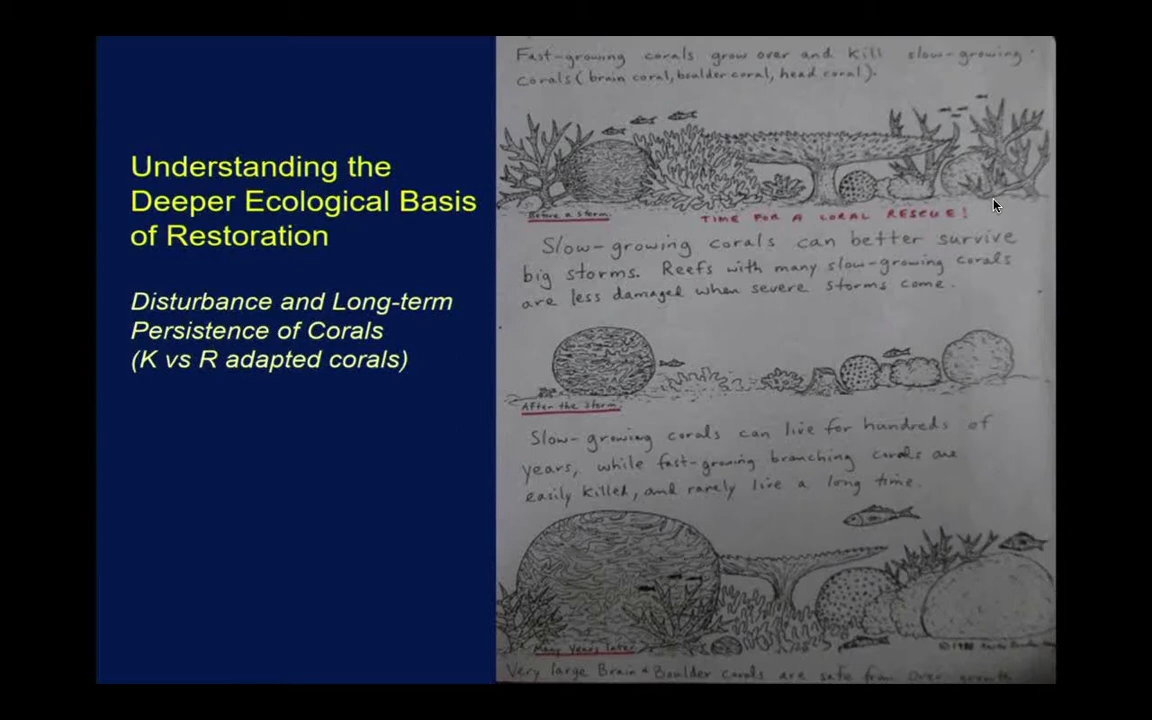 Understanding the
Deeper Ecological Basis
of Restoration
Disturbance and Long-term
Persistence of Corals
(K vs R adapted corals)
Fast-growing corals grow over and kill slow-growing
corals (brain coral, boulder coral, head coral).
Before a storm.
TIME FOR A CORAL RESCUE!
Slow-growing corals can better survive
big storms. Reefs with many slow-growing corals
are less damaged when severe storms come.
After the storm.
Slow-growing corals can live for hundreds of
years, while fast-growing branching corals are
easily killed, and rarely live a long time.
Many Years later
Very large Brain + Boulder corals are safe from over growth